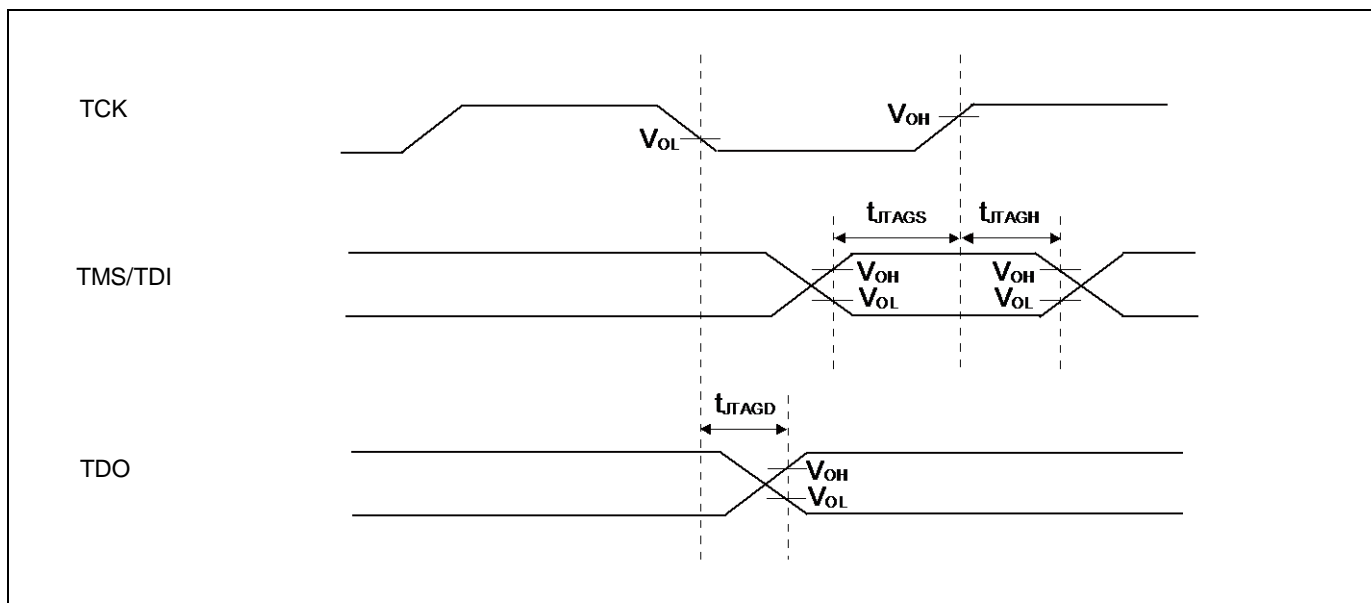 TCK
VOL
VOH
tJTAGS
tJTAGH
TMS/TDI
VOH
VOL
VOH
VOL
tJTAGD
TDO
VOH
VOL